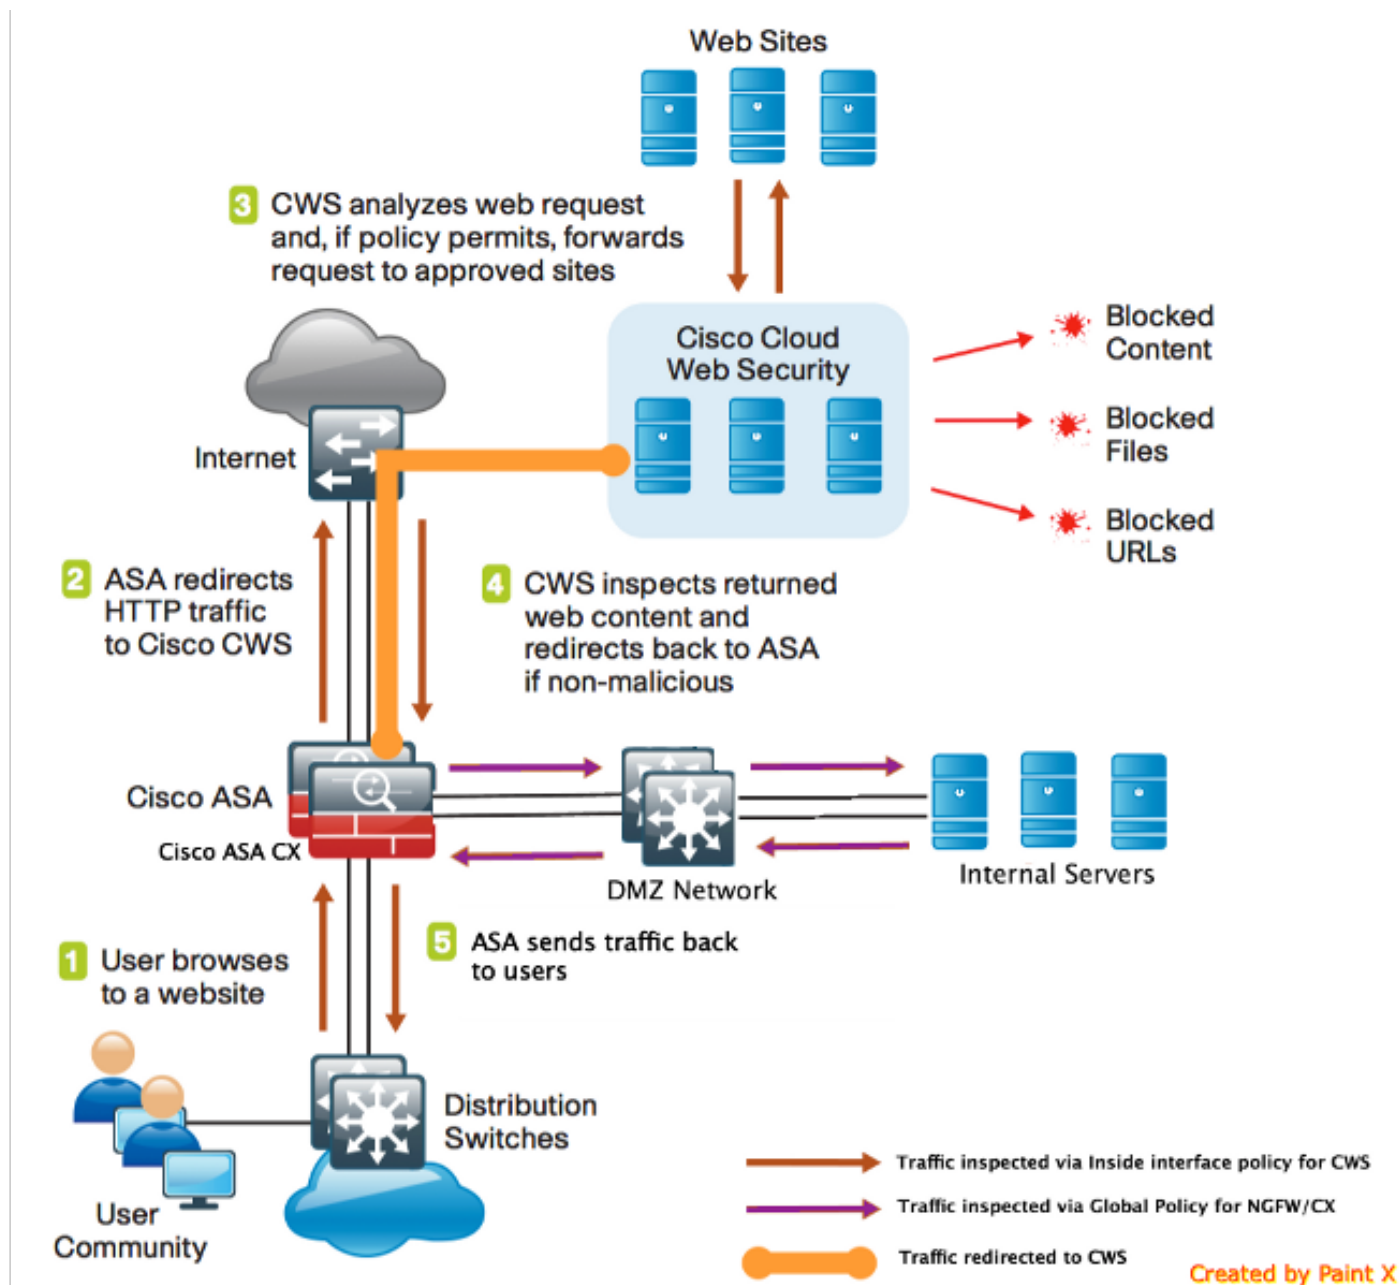 Web Sites
3 CWS analyzes web request
and, if policy permits, forwards
request to approved sites
Cisco Cloud
Web Security
Blocked
Content
Blocked
Files
Blocked
URLs
Internet
2 ASA redirects
HTTP traffic
to Cisco CWS
4 CWS inspects returned
web content and
redirects back to ASA
if non-malicious
Cisco ASA
Cisco ASA CX
DMZ Network
Internal Servers
5 ASA sends traffic back
to users
1 User browses
to a website
Distribution
Switches
User
Community
Traffic inspected via Inside interface policy for CWS
Traffic inspected via Global Policy for NGFW/CX
Traffic redirected to CWS
Created by Paint X